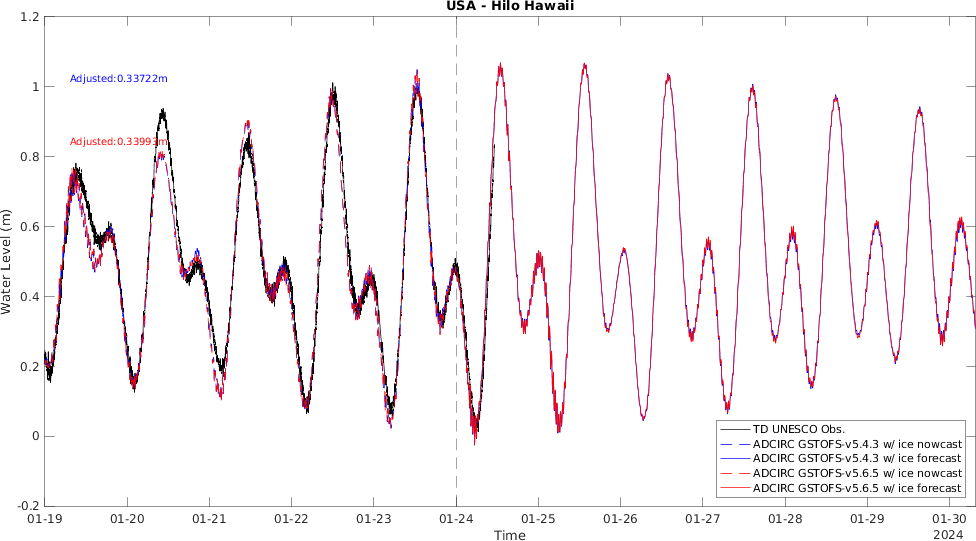 USA - Hilo Hawaii
1.2
1
0.8
0.6
0.4
0.2
0
-0.2
Water Level (m)
Adjusted:0.33722m
Adjusted:0.33991m
TD UNESCO Obs.
ADCIRC GSTOFS-v5.4.3 w/ ice nowcast
ADCIRC GSTOFS-v5.4.3 w/ ice forecast
ADCIRC GSTOFS-v5.6.5 w/ ice nowcast
ADCIRC GSTOFS-v5.6.5 w/ ice forecast
01-19 01-20 01-21 01-22 01-23 01-24 01-25 01-26 01-27 01-28 01-29 01-30
Time
2024